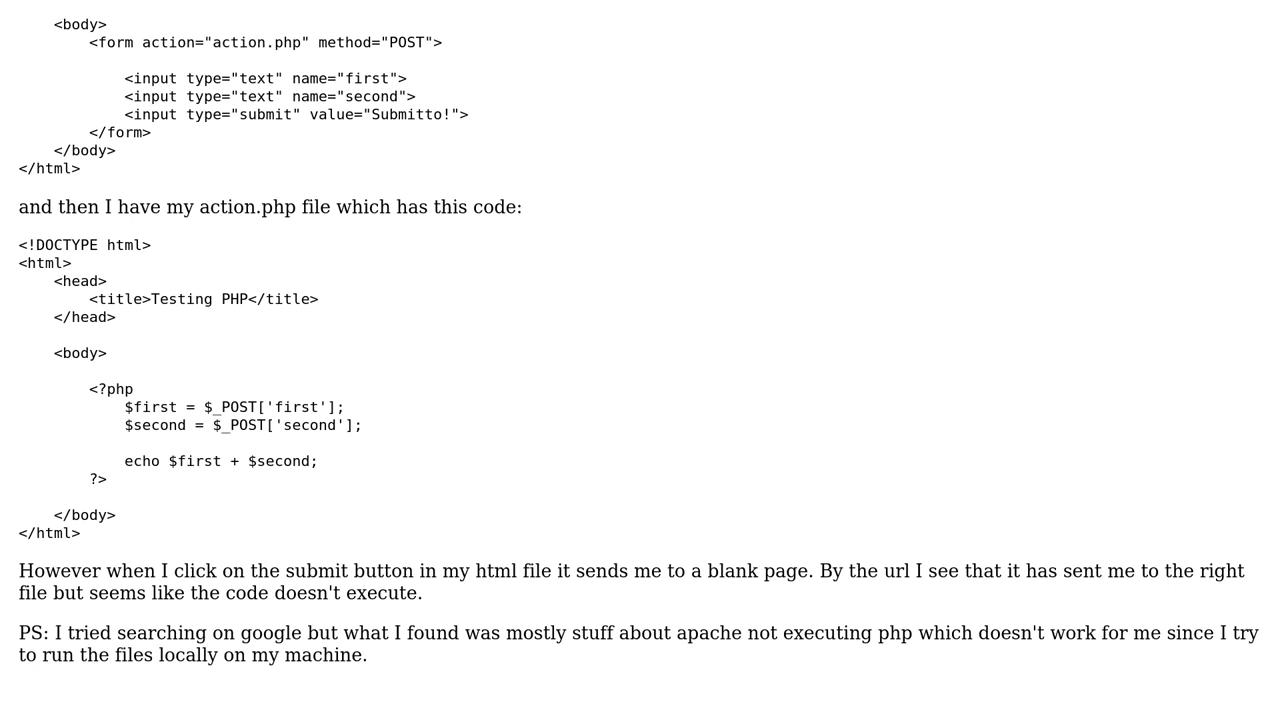 <body>
        <form action="action.php" method="POST">

            <input type="text" name="first">
            <input type="text" name="second">
            <input type="submit" value="Submitto!">
        </form>
    </body>
</html>
and then I have my action.php file which has this code:
<!DOCTYPE html>
<html>
    <head>
        <title>Testing PHP</title>
    </head>

    <body>

        <?php
            $first = $_POST['first'];
            $second = $_POST['second'];

            echo $first + $second;
        ?>

    </body>
</html>
However when I click on the submit button in my html file it sends me to a blank page. By the url I see that it has sent me to the right
file but seems like the code doesn't execute.
PS: I tried searching on google but what I found was mostly stuff about apache not executing php which doesn't work for me since I try
to run the files locally on my machine.